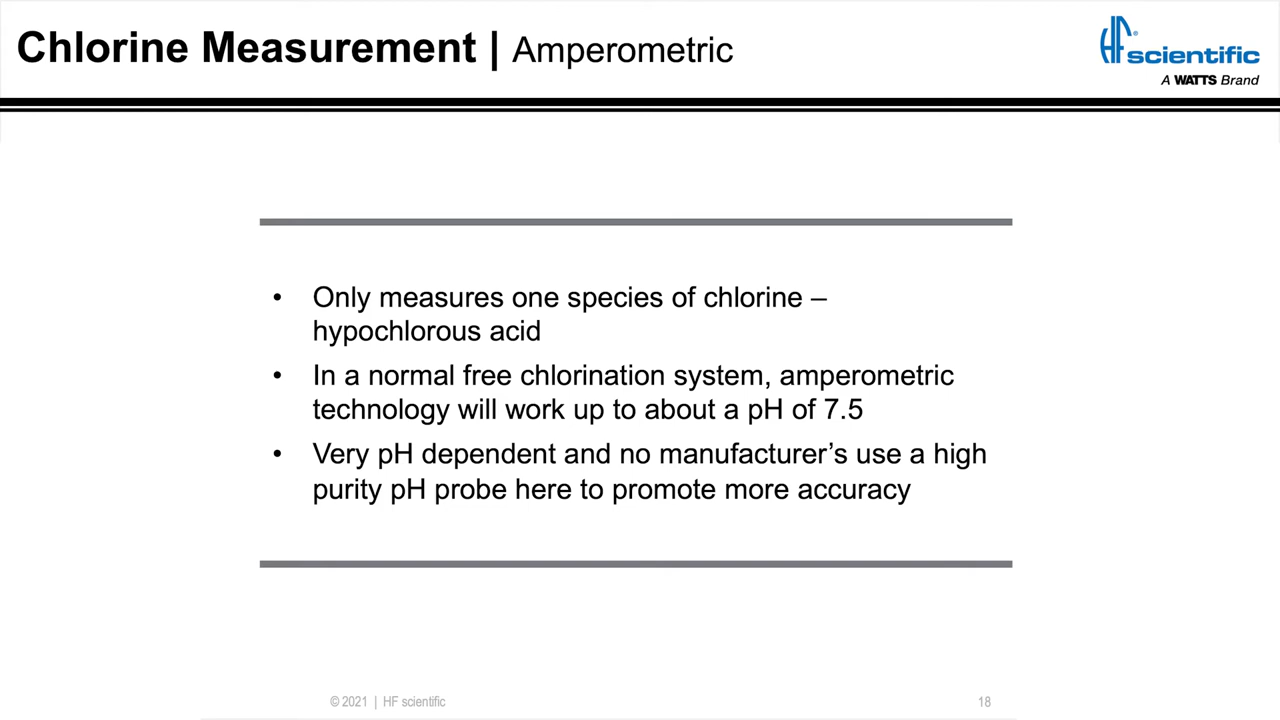 Chlorine Measurement | Amperometric
HF® scientific
A WATTS Brand
• Only measures one species of chlorine –
hypochlorous acid
• In a normal free chlorination system, amperometric
technology will work up to about a pH of 7.5
• Very pH dependent and no manufacturer’s use a high
purity pH probe here to promote more accuracy
© 2021 | HF scientific
18